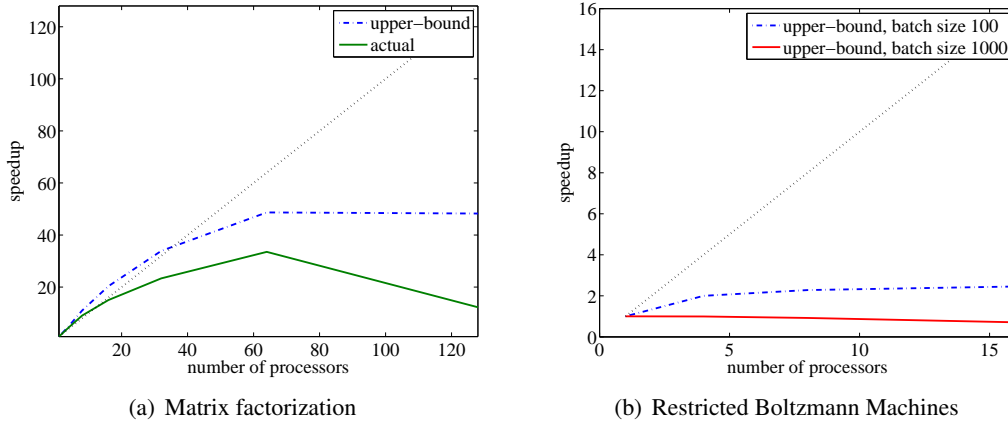 120
100
80
60
40
20
speedup
upper−bound
actual
20 40 60 80 100 120
number of processors
(a) Matrix factorization
16
14
12
10
8
6
4
2
0
speedup
upper−bound, batch size 100
upper−bound, batch size 1000
0 5 10 15
number of processors
(b) Restricted Boltzmann Machines